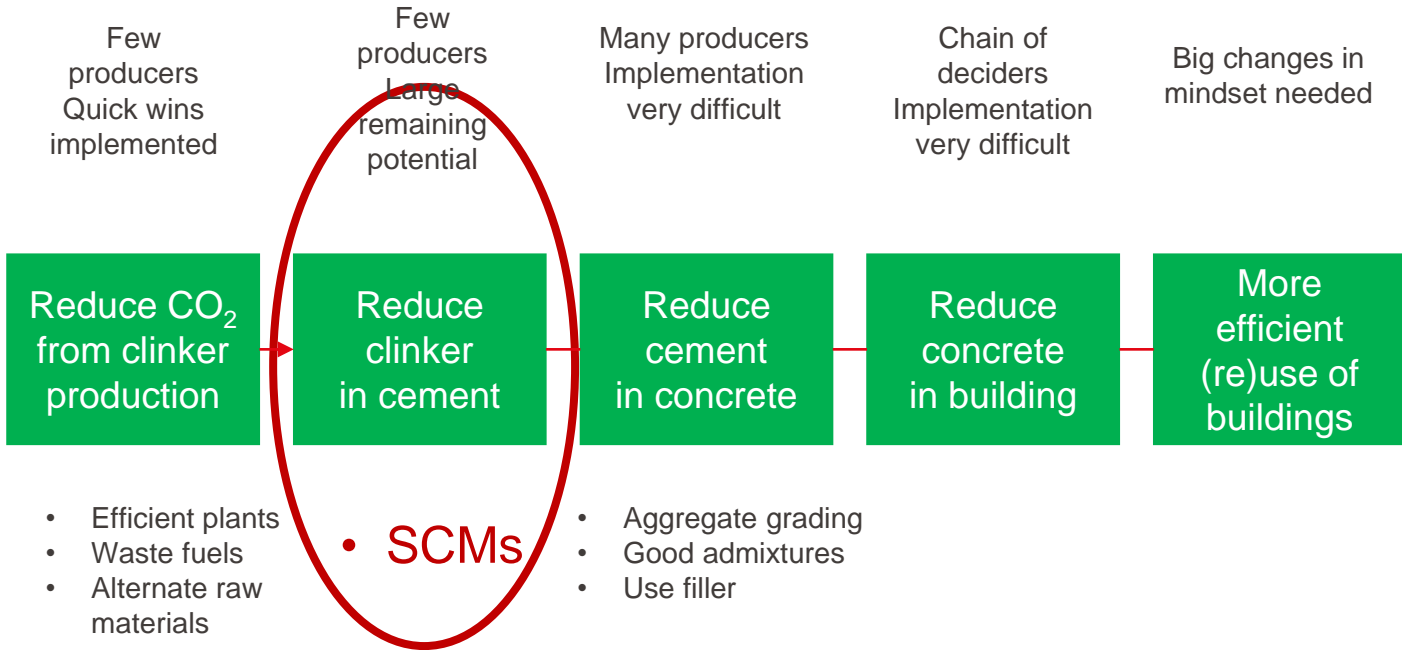 Few
producers
Quick wins
implemented
Few
producers
Large
remaining
potential
Many producers
Implementation
very difficult
Chain of
deciders
Implementation
very difficult
Big changes in
mindset needed
Reduce CO₂
from clinker
production
Reduce
clinker
in cement
Reduce
cement
in concrete
Reduce
concrete
in building
More
efficient
(re)use of
buildings
• Efficient plants
• Waste fuels
• Alternate raw
materials
• SCMs
• Aggregate grading
• Good admixtures
• Use filler